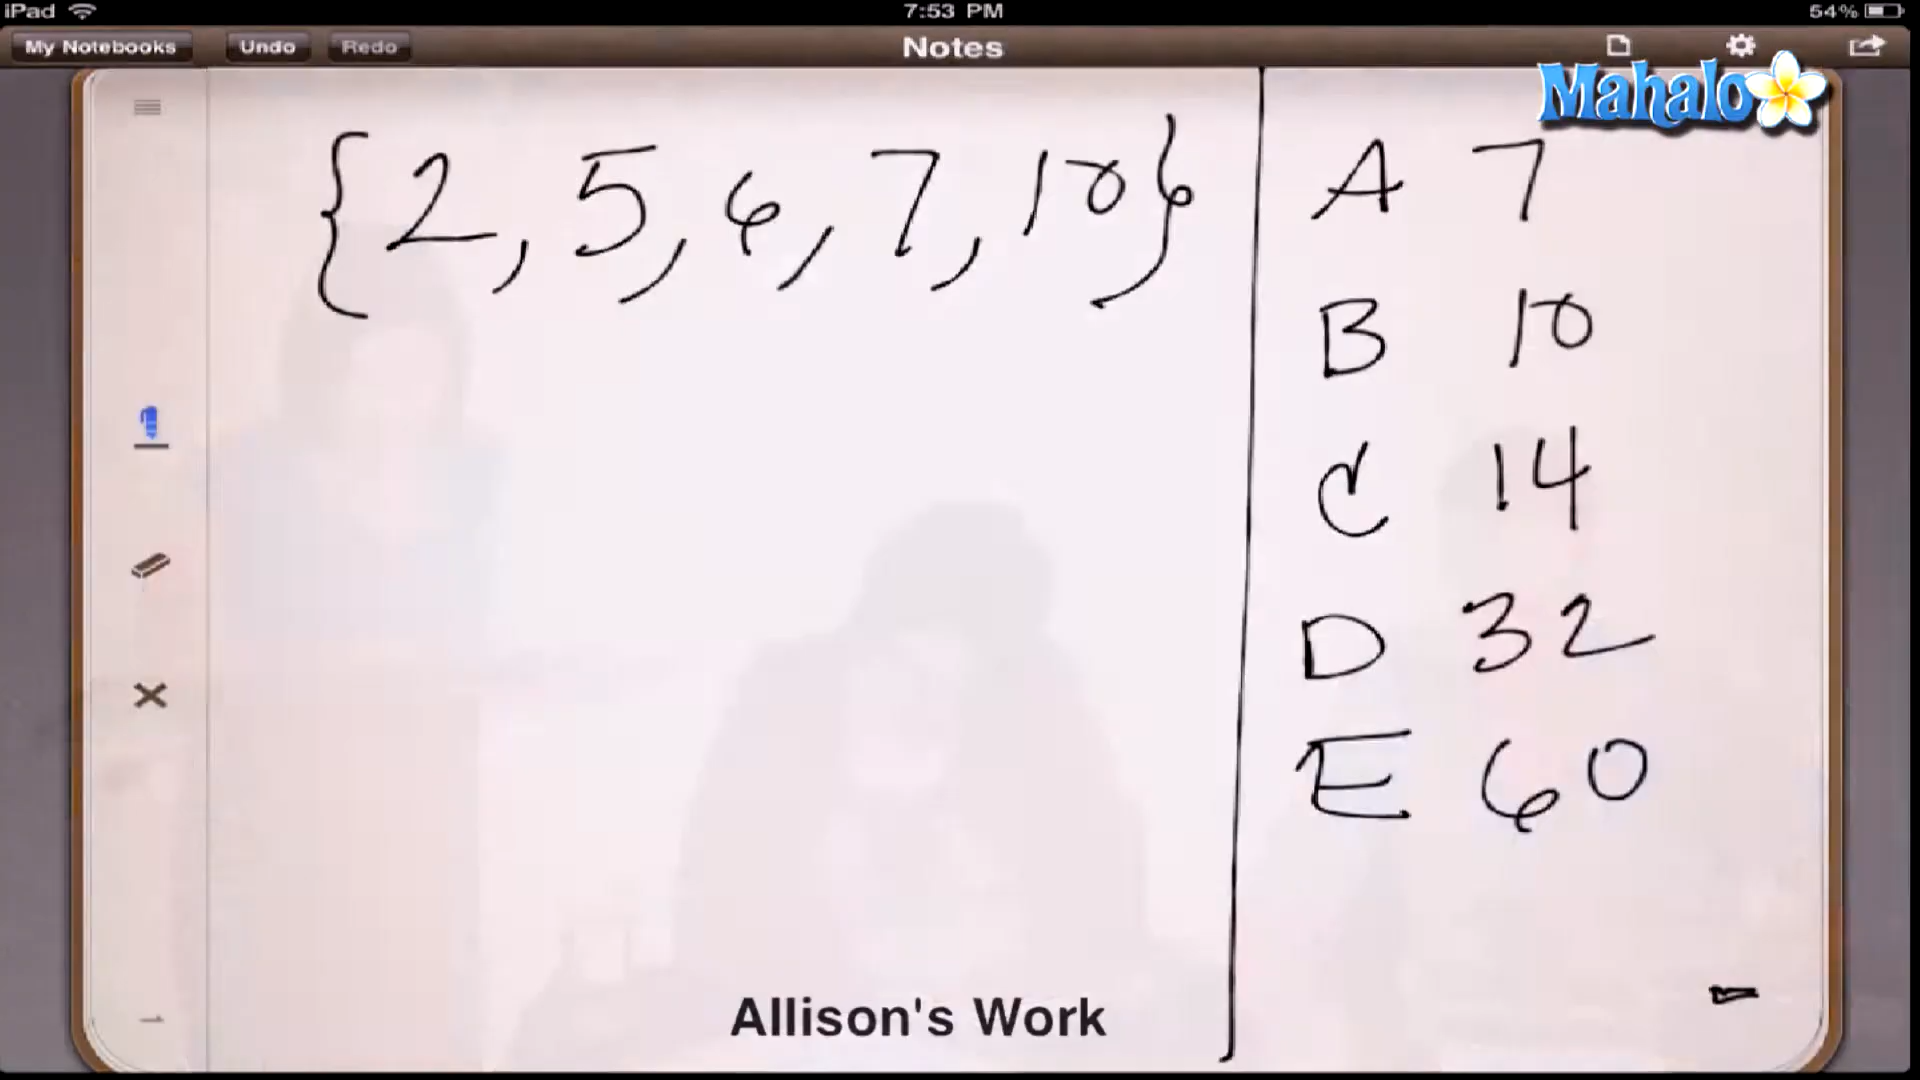 iPad 7:53 PM 54%
My Notebooks Undo Redo Notes
Mahalo
{2, 5, 6, 7, 10}
A 7
B 10
C 14
D 32
E 60
Allison's Work